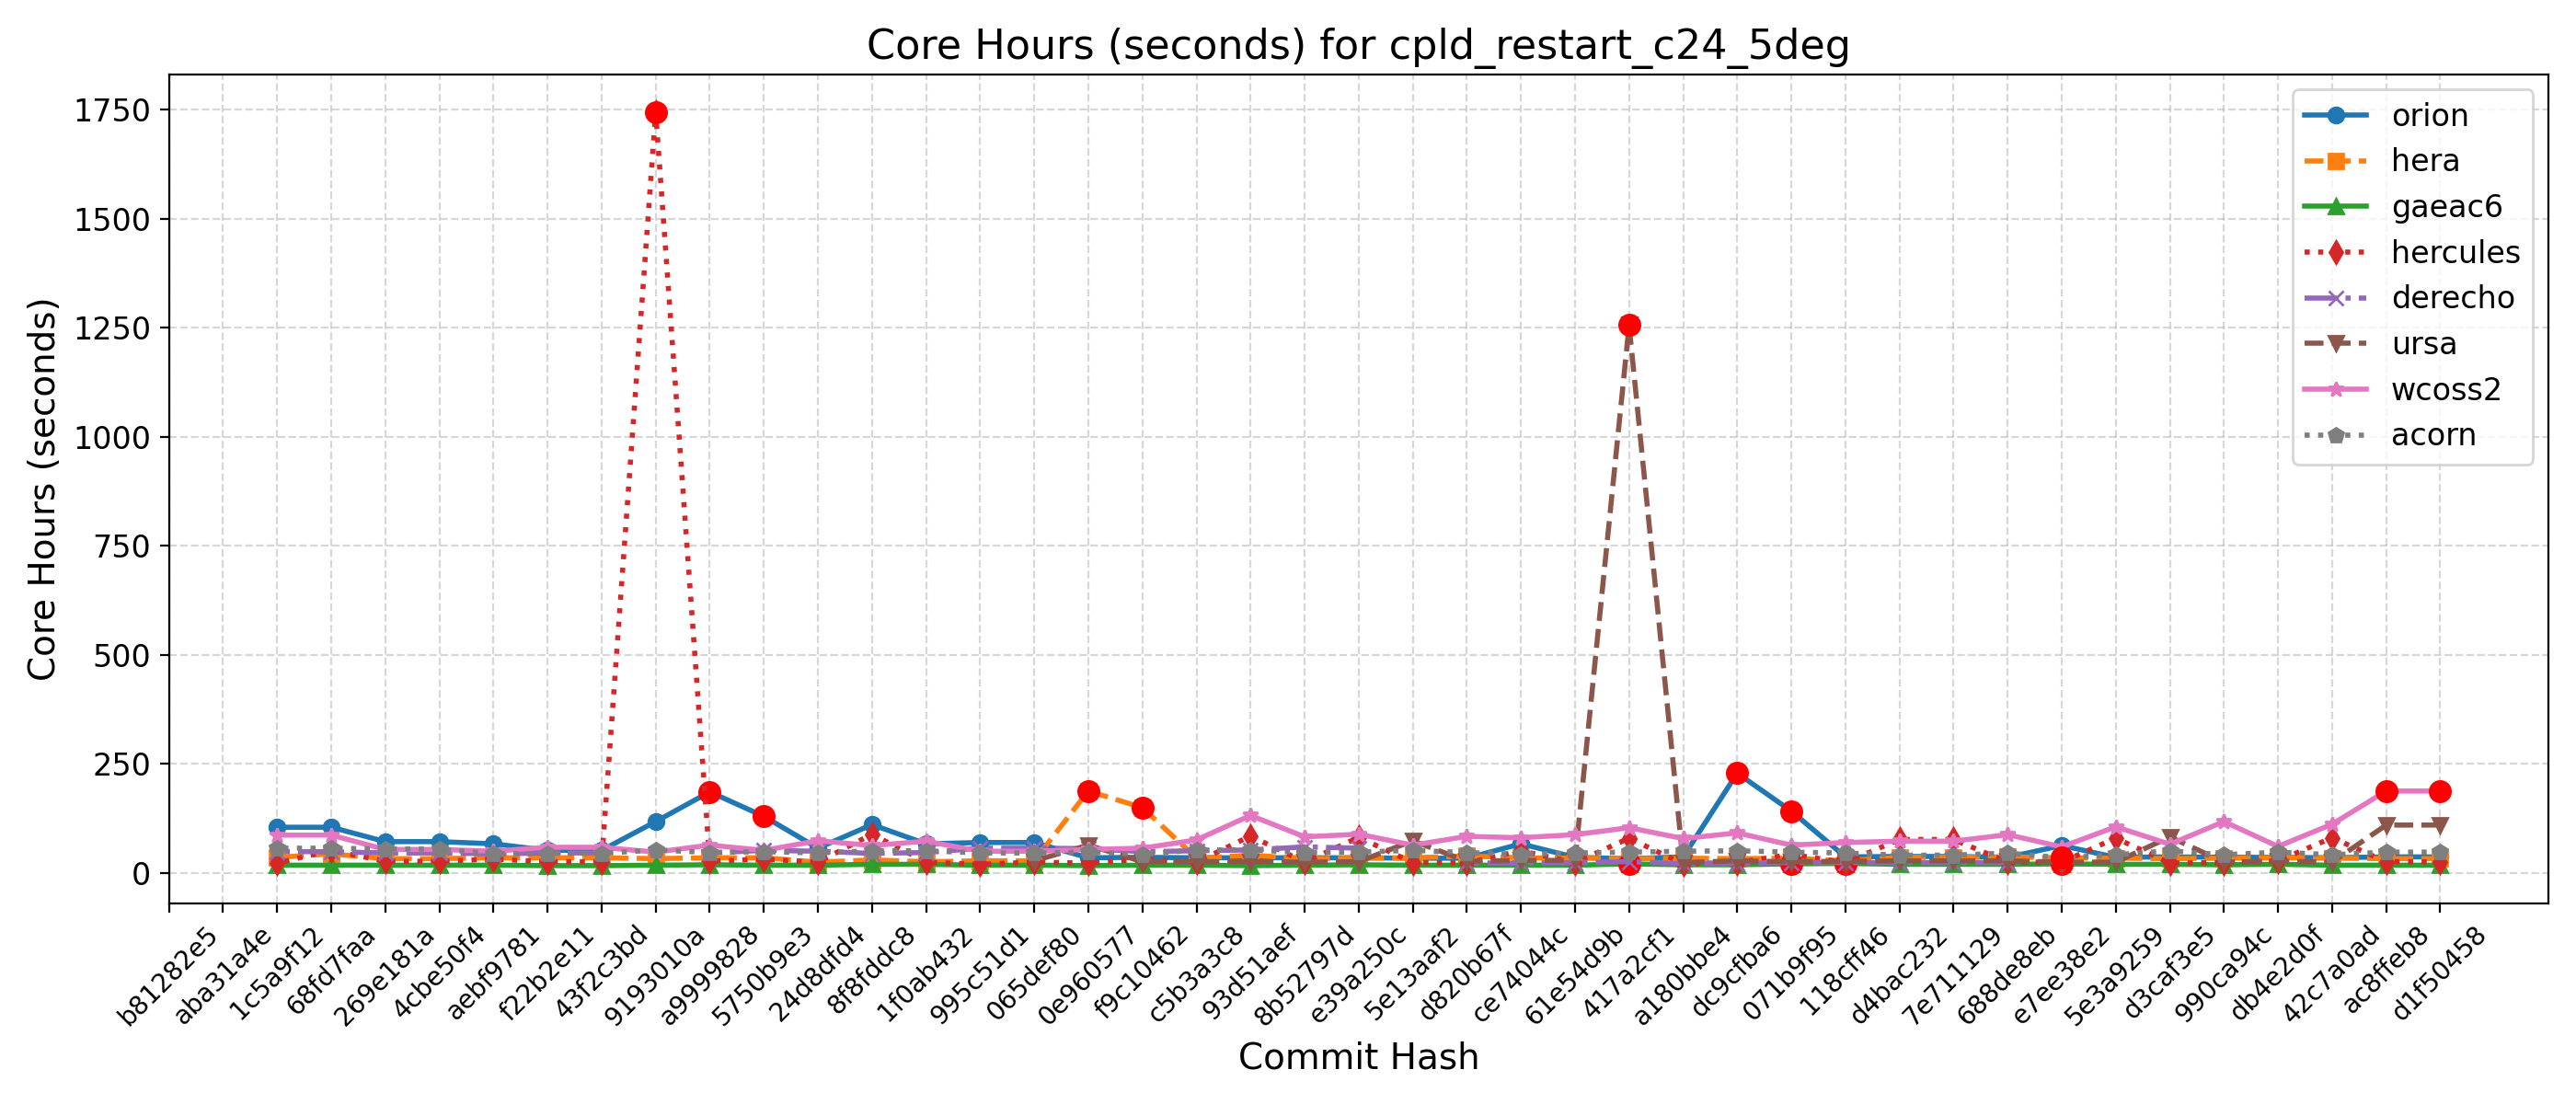 Core Hours (seconds) for cpld_restart_c24_5deg
Core Hours (seconds)
1750
1500
1250
1000
750
500
250
0
orion
hera
gaeac6
hercules
derecho
ursa
wcoss2
acorn
b81282e5
aba31a4e
1c5a9f12
68fd7faa
269e181a
4cbe50f4
aebf9781
f22b2e11
43f2c3bd
9193010a
a9999828
5750b9e3
24d8dfd4
8f8fddc8
1f0ab432
995c51d1
065def80
0e960577
f9c10462
c5b3a3c8
93d51aef
8b52797d
e39a250c
5e13aaf2
d820b67f
ce74044c
61e54d9b
417a2cf1
a180bbe4
dc9cfba6
071b9f95
118cff46
d4bac232
7e711129
688de8eb
e7ee38e2
5e3a9259
d3caf3e5
990ca94c
db4e2d0f
42c7a0ad
ac8ffeb8
d1f50458
Commit Hash